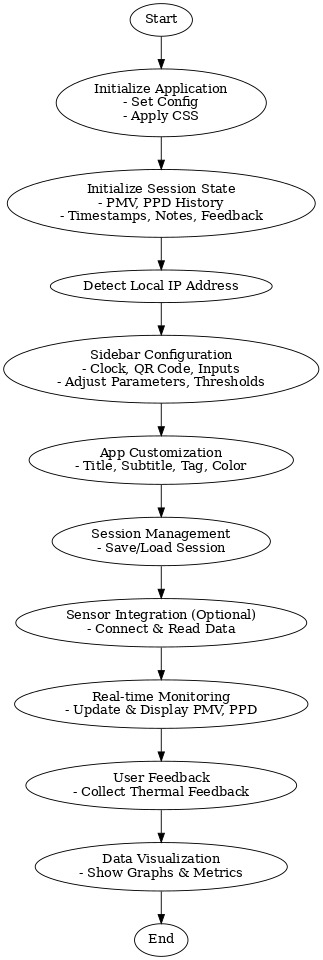 Start
Initialize Application
- Set Config
- Apply CSS
Initialize Session State
- PMV, PPD History
- Timestamps, Notes, Feedback
Detect Local IP Address
Sidebar Configuration
- Clock, QR Code, Inputs
- Adjust Parameters, Thresholds
App Customization
- Title, Subtitle, Tag, Color
Session Management
- Save/Load Session
Sensor Integration (Optional)
- Connect & Read Data
Real-time Monitoring
- Update & Display PMV, PPD
User Feedback
- Collect Thermal Feedback
Data Visualization
- Show Graphs & Metrics
End